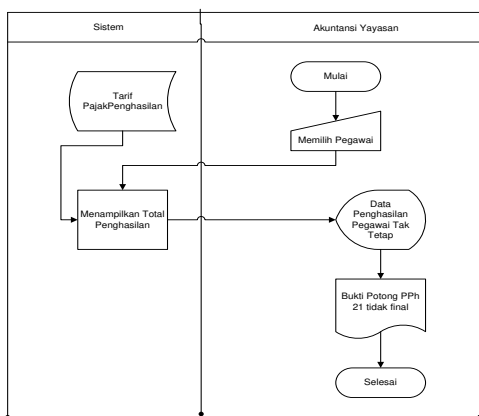 Sistem
Akuntansi Yayasan
Mulai
Tarif
PajakPenghasilan
Memilih Pegawai
Menampilkan Total
Penghasilan
Data
Penghasilan
Pegawai Tak
Tetap
Bukti Potong PPh
21 tidak final
Selesai